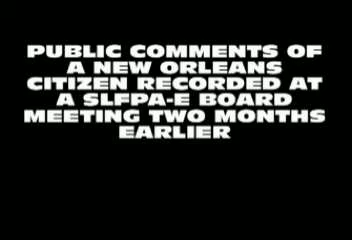 PUBLIC COMMENTS OF
A NEW ORLEANS
CITIZEN RECORDED AT
A SLFPA-E BOARD
MEETING TWO MONTHS
EARLIER